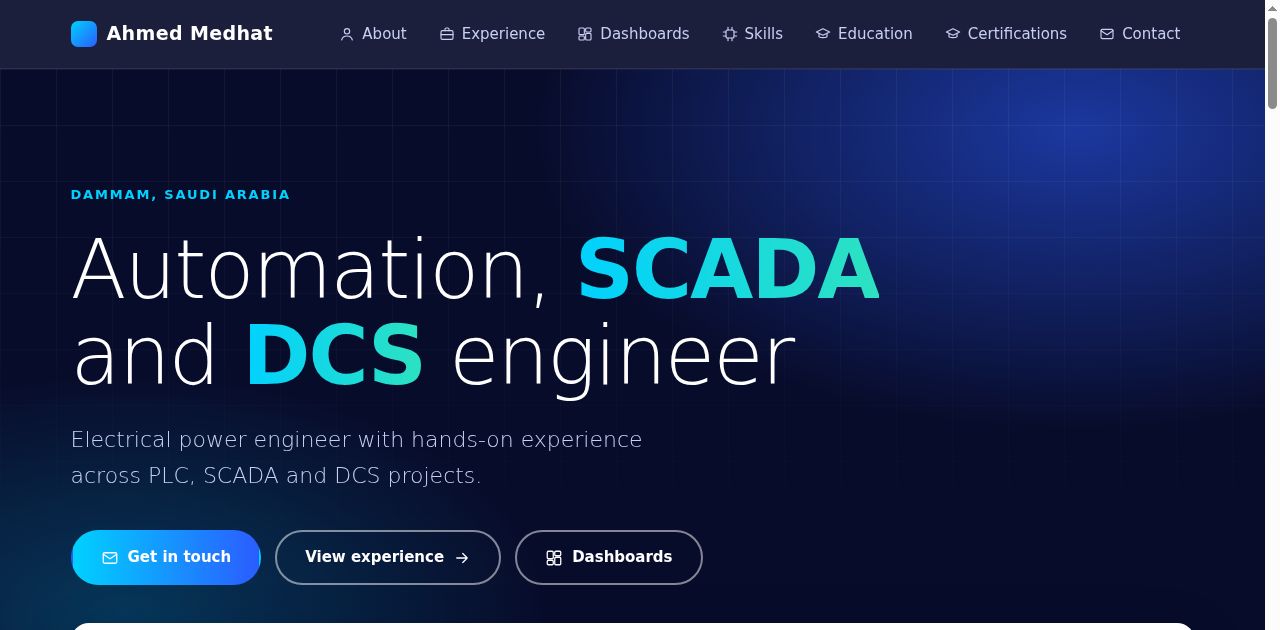 Ahmed Medhat
About
Experience
Dashboards
Skills
Education
Certifications
Contact
DAMMAM, SAUDI ARABIA
Automation, SCADA
and DCS engineer
Electrical power engineer with hands-on experience
across PLC, SCADA and DCS projects.
Get in touch
View experience →
Dashboards